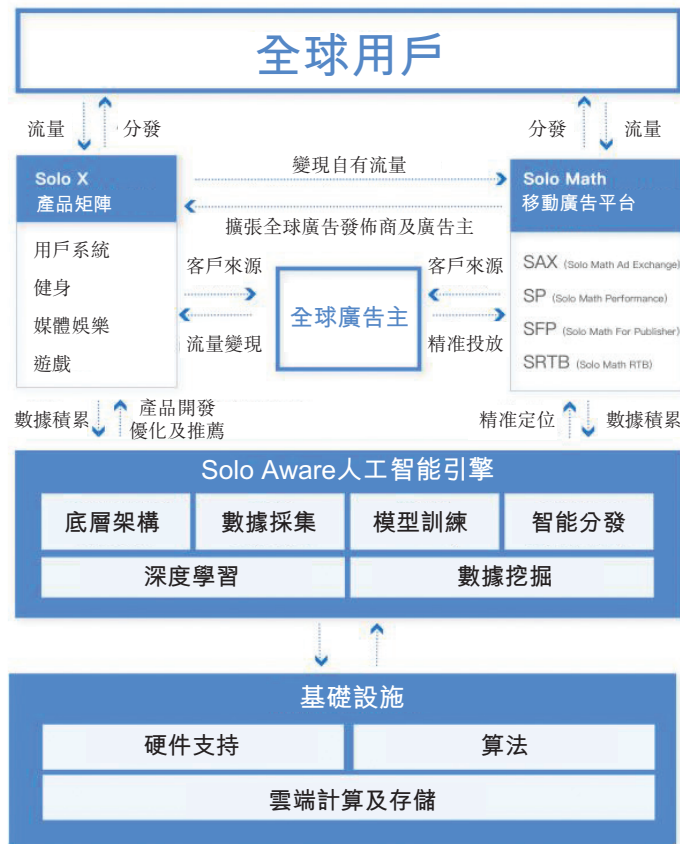 全球用戶
流量
分發
分發
流量
Solo X
產品矩陣
用戶系統
健身
媒體娛樂
遊戲
變現自有流量
擴張全球廣告發佈商及廣告主
Solo Math
移動廣告平台
SAX (Solo Math Ad Exchange)
SP (Solo Math Performance)
SFP (Solo Math For Publisher)
SRTB (Solo Math RTB)
客戶來源
流量變現
全球廣告主
客戶來源
精准投放
數據積累
產品開發
優化及推薦
精准定位
數據積累
Solo Aware人工智能引擎
底層架構
數據採集
模型訓練
智能分發
深度學習
數據挖掘
基礎設施
硬件支持
算法
雲端計算及存儲